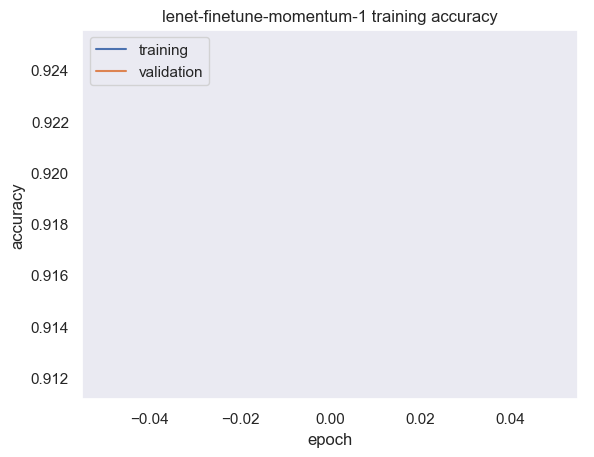 lenet-finetune-momentum-1 training accuracy
training
validation
0.924
0.922
0.920
0.918
0.916
0.914
0.912
accuracy
−0.04 −0.02 0.00 0.02 0.04
epoch